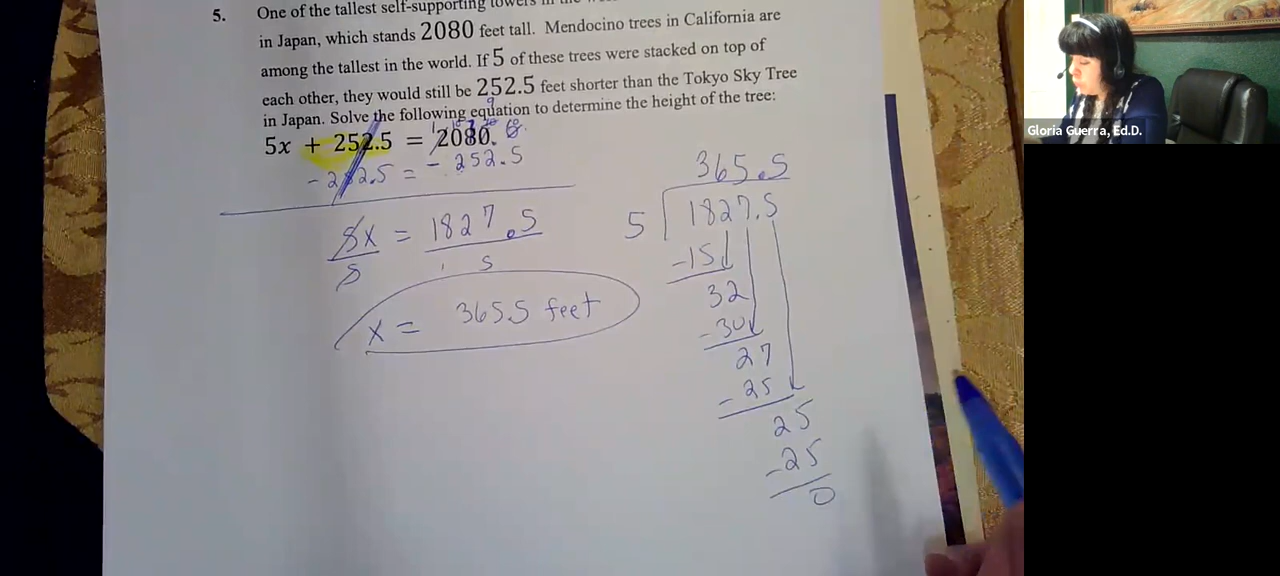 5. One of the tallest self-supporting towers in the
in Japan, which stands 2080 feet tall. Mendocino trees in California are
among the tallest in the world. If 5 of these trees were stacked on top of
each other, they would still be 252.5 feet shorter than the Tokyo Sky Tree
in Japan. Solve the following equation to determine the height of the tree:
5x + 252.5 = 2080.
- 252.5 = - 252.5
5x = 1827.5
5 5
x = 365.5 feet
365.5
5 1827.5
-15
32
-30
27
-25
25
-25
0
Gloria Guerra, Ed.D.